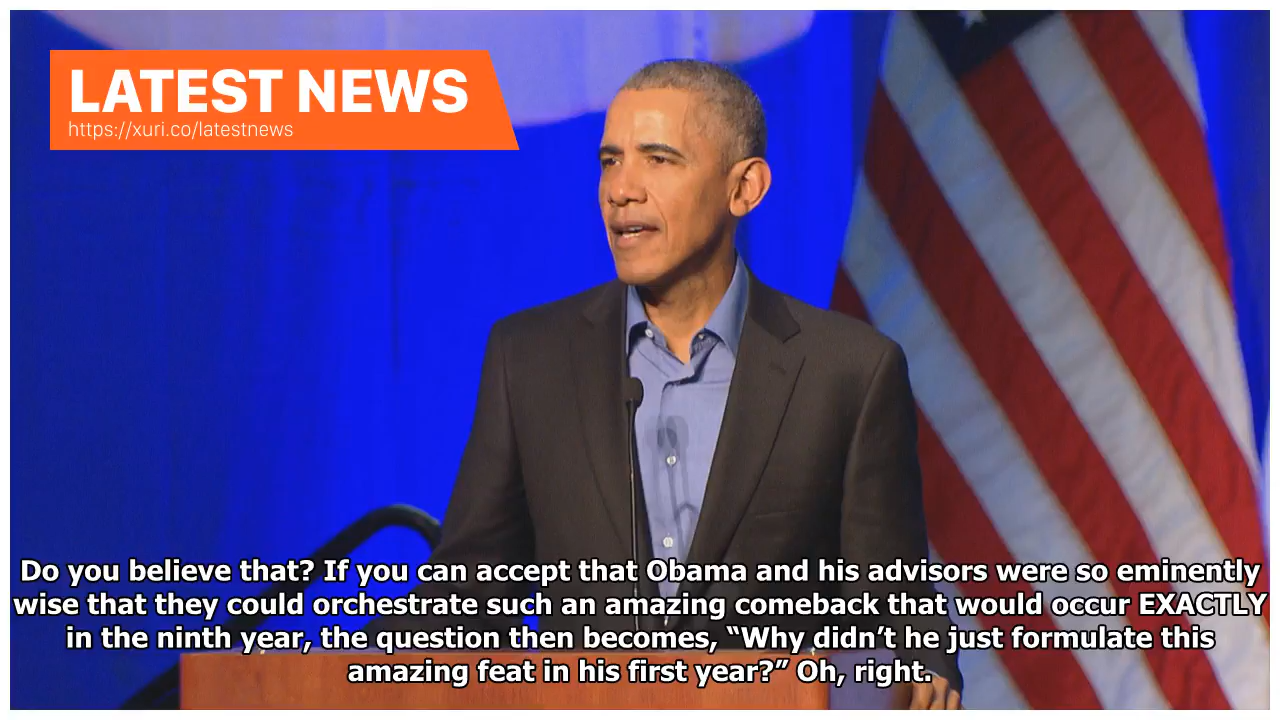 LATEST NEWS
https://xuri.co/latestnews
Do you believe that? If you can accept that Obama and his advisors were so eminently
wise that they could orchestrate such an amazing comeback that would occur EXACTLY
in the ninth year, the question then becomes, “Why didn’t he just formulate this
amazing feat in his first year?” Oh, right.